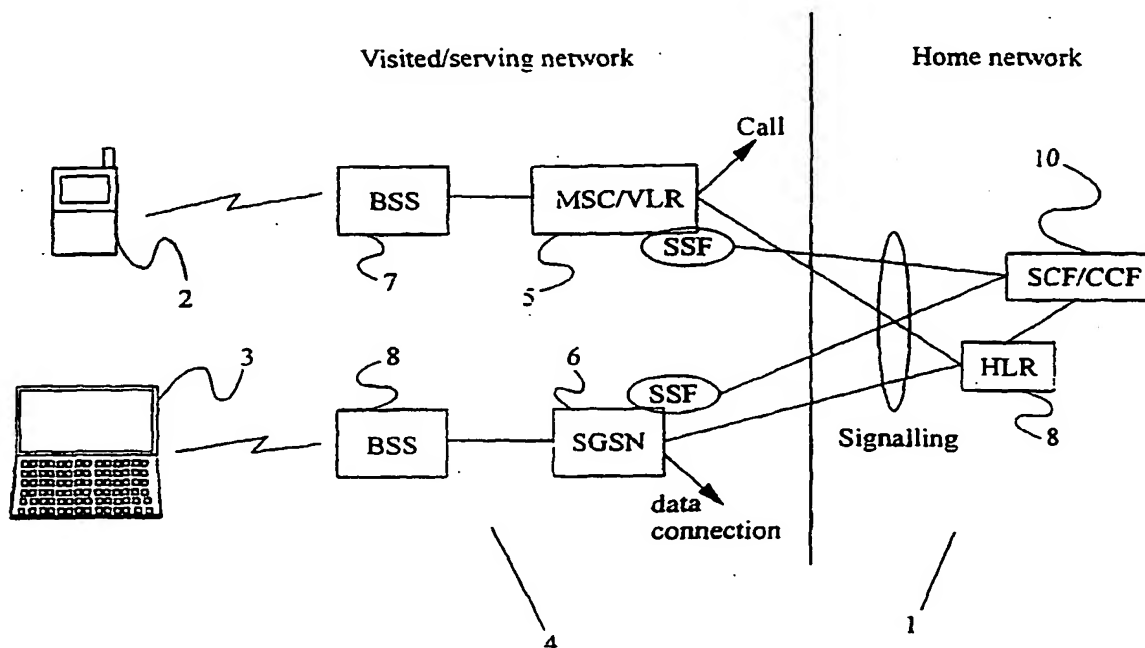 Visited/serving network
Home network
Call
10
BSS
MSC/VLR
SSF
SCF/CCF
2
7
5
3
8
6
SSF
HLR
BSS
SGSN
Signalling
8
data
connection
4
1